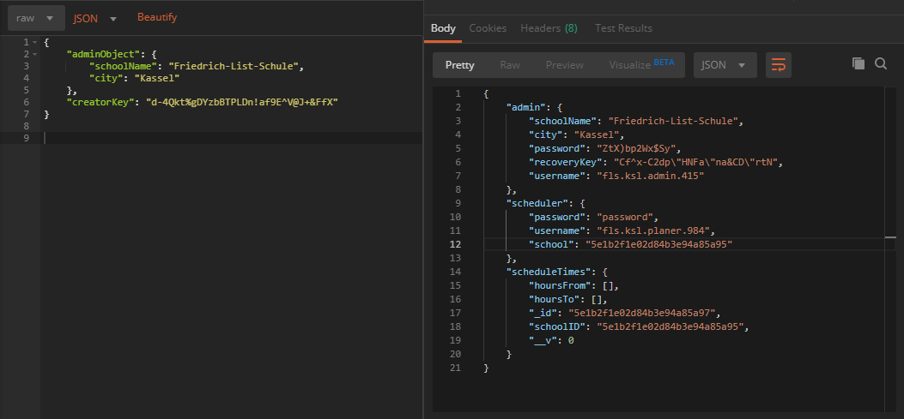 raw JSON Beautify
1 {
2 "adminObject": {
3 "schoolName": "Friedrich-List-Schule",
4 "city": "Kassel"
5 },
6 "creatorKey": "d-4Qkt%gDYzbBTPLDn!af9E^V@J+&FfX"
7 }
8
9
Body Cookies Headers (8) Test Results
Pretty Raw Preview Visualize BETA JSON
1 {
2 "admin": {
3 "schoolName": "Friedrich-List-Schule",
4 "city": "Kassel",
5 "password": "ZtX)bp2Wx$Sy",
6 "recoveryKey": "Cf^x-C2dp\"HNFa\"na&CD\"rtN",
7 "username": "fls.ksl.admin.415"
8 },
9 "scheduler": {
10 "password": "password",
11 "username": "fls.ksl.planer.984",
12 "school": "5e1b2f1e02d84b3e94a85a95"
13 },
14 "scheduleTimes": {
15 "hoursFrom": [],
16 "hoursTo": [],
17 "_id": "5e1b2f1e02d84b3e94a85a97",
18 "schoolID": "5e1b2f1e02d84b3e94a85a95",
19 "__v": 0
20 }
21 }